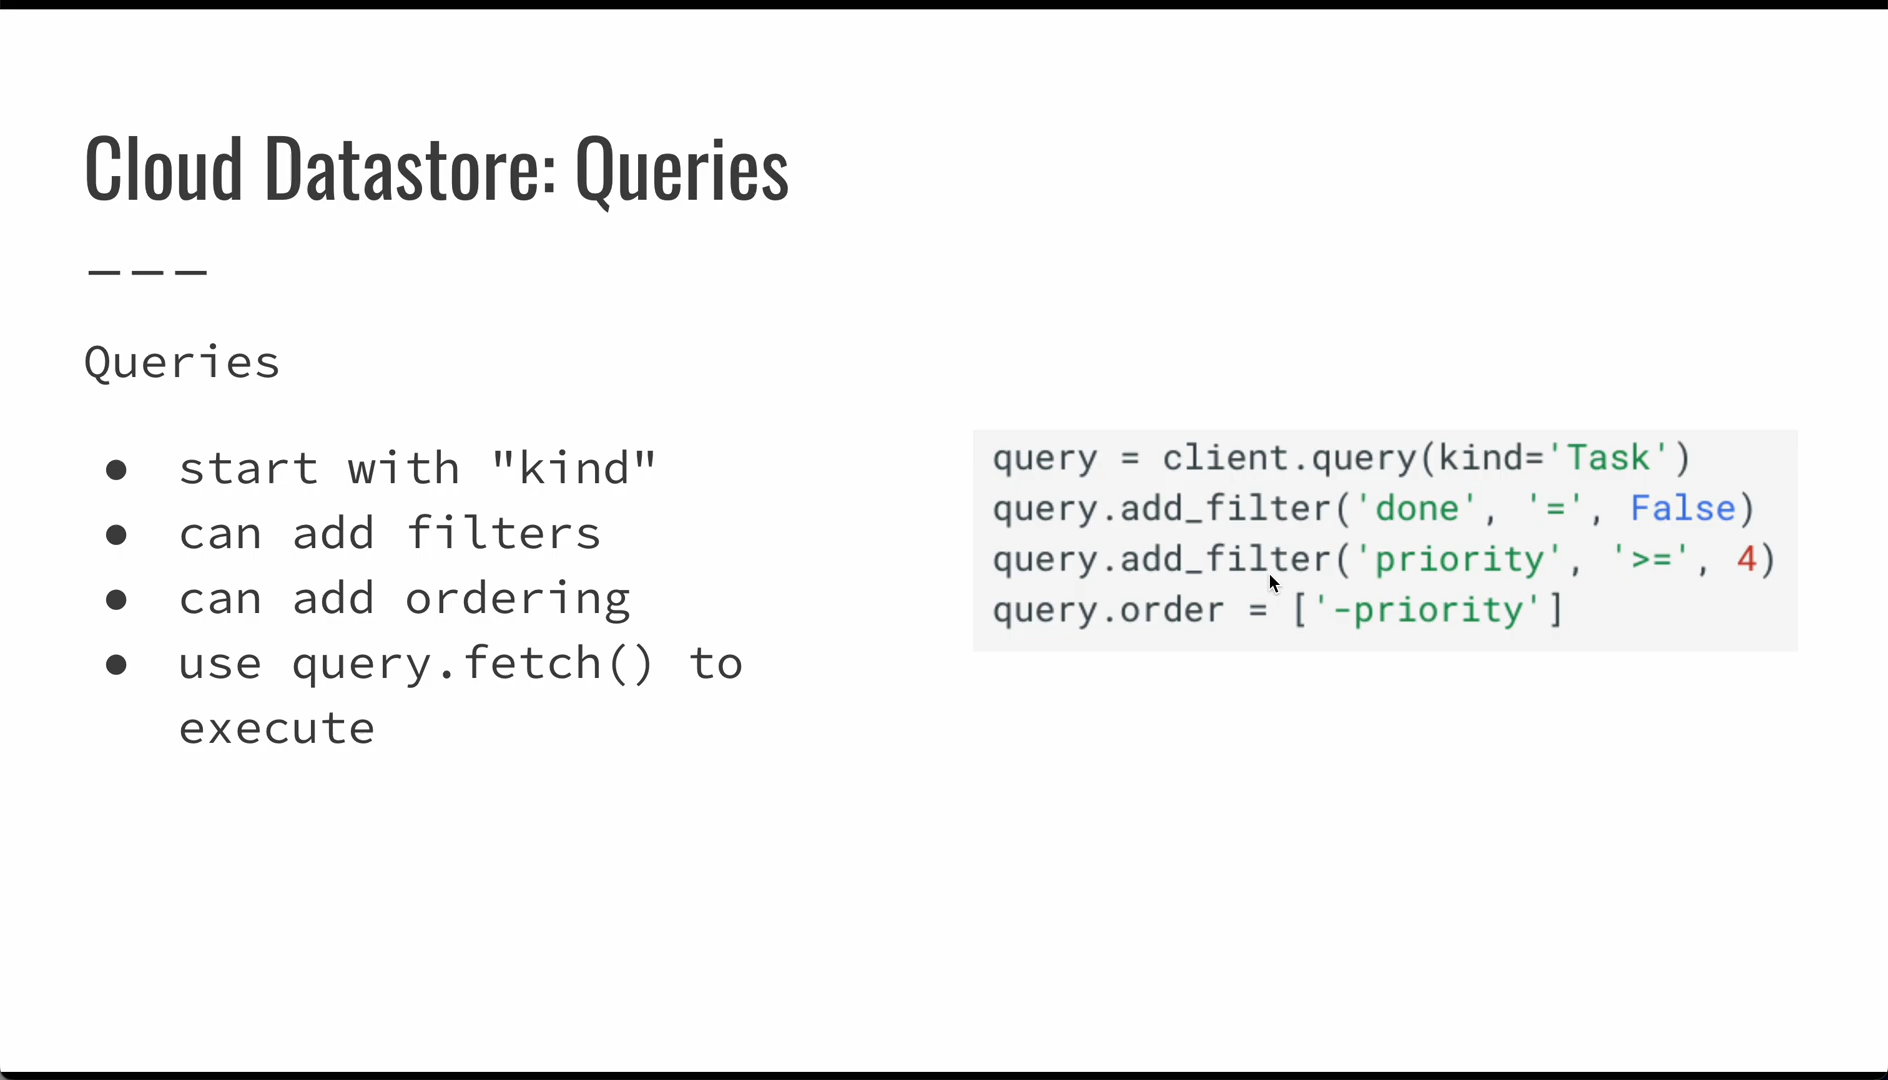 Cloud Datastore: Queries
———
Queries
● start with "kind"
● can add filters
● can add ordering
● use query.fetch() to
execute
query = client.query(kind='Task')
query.add_filter('done', '=', False)
query.add_filter('priority', '>=', 4)
query.order = ['-priority']